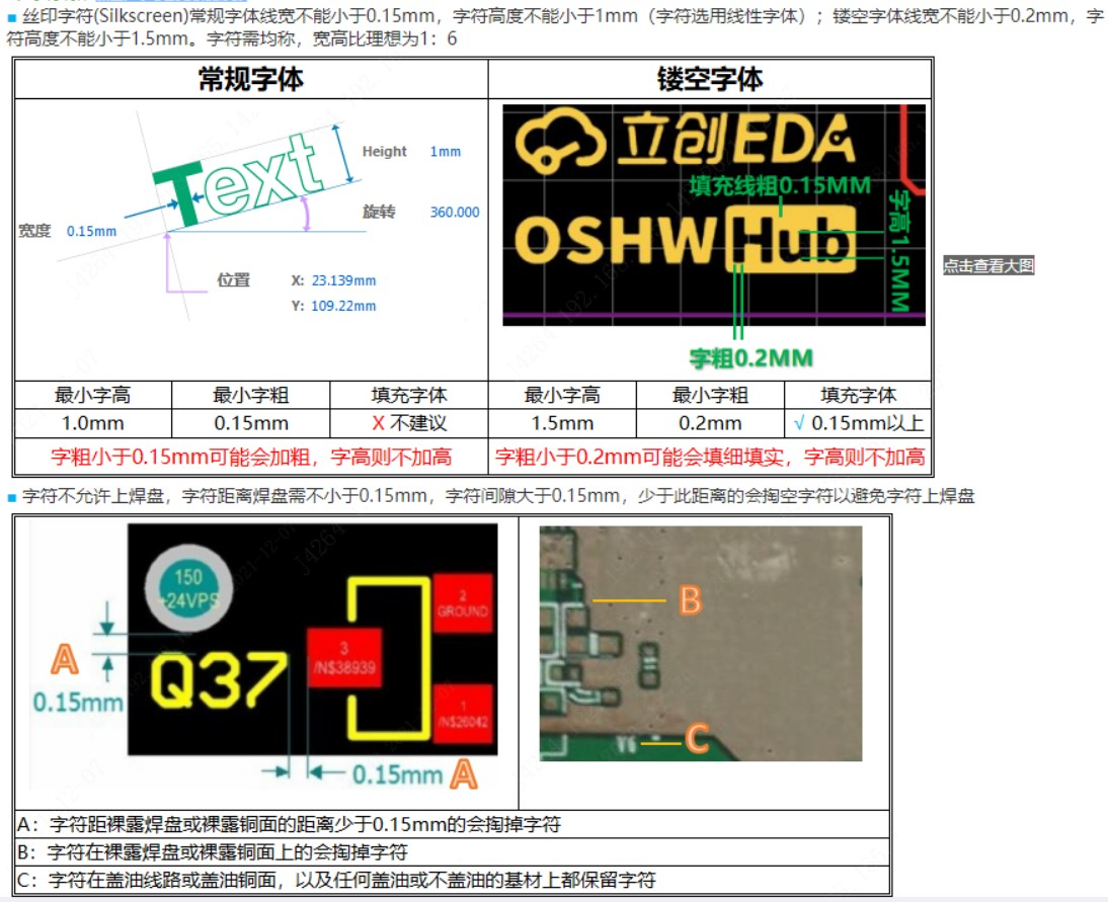 丝印字符(Silkscreen)常规字体线宽不能小于0.15mm，字符高度不能小于1mm（字符选用线性字体）；镂空字体线宽不能小于0.2mm，字
符高度不能小于1.5mm。字符需均称，宽高比理想为1：6
常规字体
镂空字体
Text
Height 1mm
旋转 360.000
宽度 0.15mm
位置 X: 23.139mm
Y: 109.22mm
立创EDA
填充线粗0.15MM
OSHW Hub
字高1.5MM
字粗0.2MM
点击查看大图
最小字高 最小字粗 填充字体 最小字高 最小字粗 填充字体
1.0mm 0.15mm X 不建议 1.5mm 0.2mm √ 0.15mm以上
字粗小于0.15mm可能会加粗，字高则不加高
字粗小于0.2mm可能会填细填实，字高则不加高
字符不允许上焊盘，字符距离焊盘需不小于0.15mm，字符间隙大于0.15mm，少于此距离的会掏空字符以避免字符上焊盘
150
+24VPS
2
GROUND
A
0.15mm
Q37
3
/N$38939
1
/N$26042
0.15mm A
B
C
A：字符距裸露焊盘或裸露铜面的距离少于0.15mm的会掏掉字符
B：字符在裸露焊盘或裸露铜面上的会掏掉字符
C：字符在盖油线路或盖油铜面，以及任何盖油或不盖油的基材上都保留字符